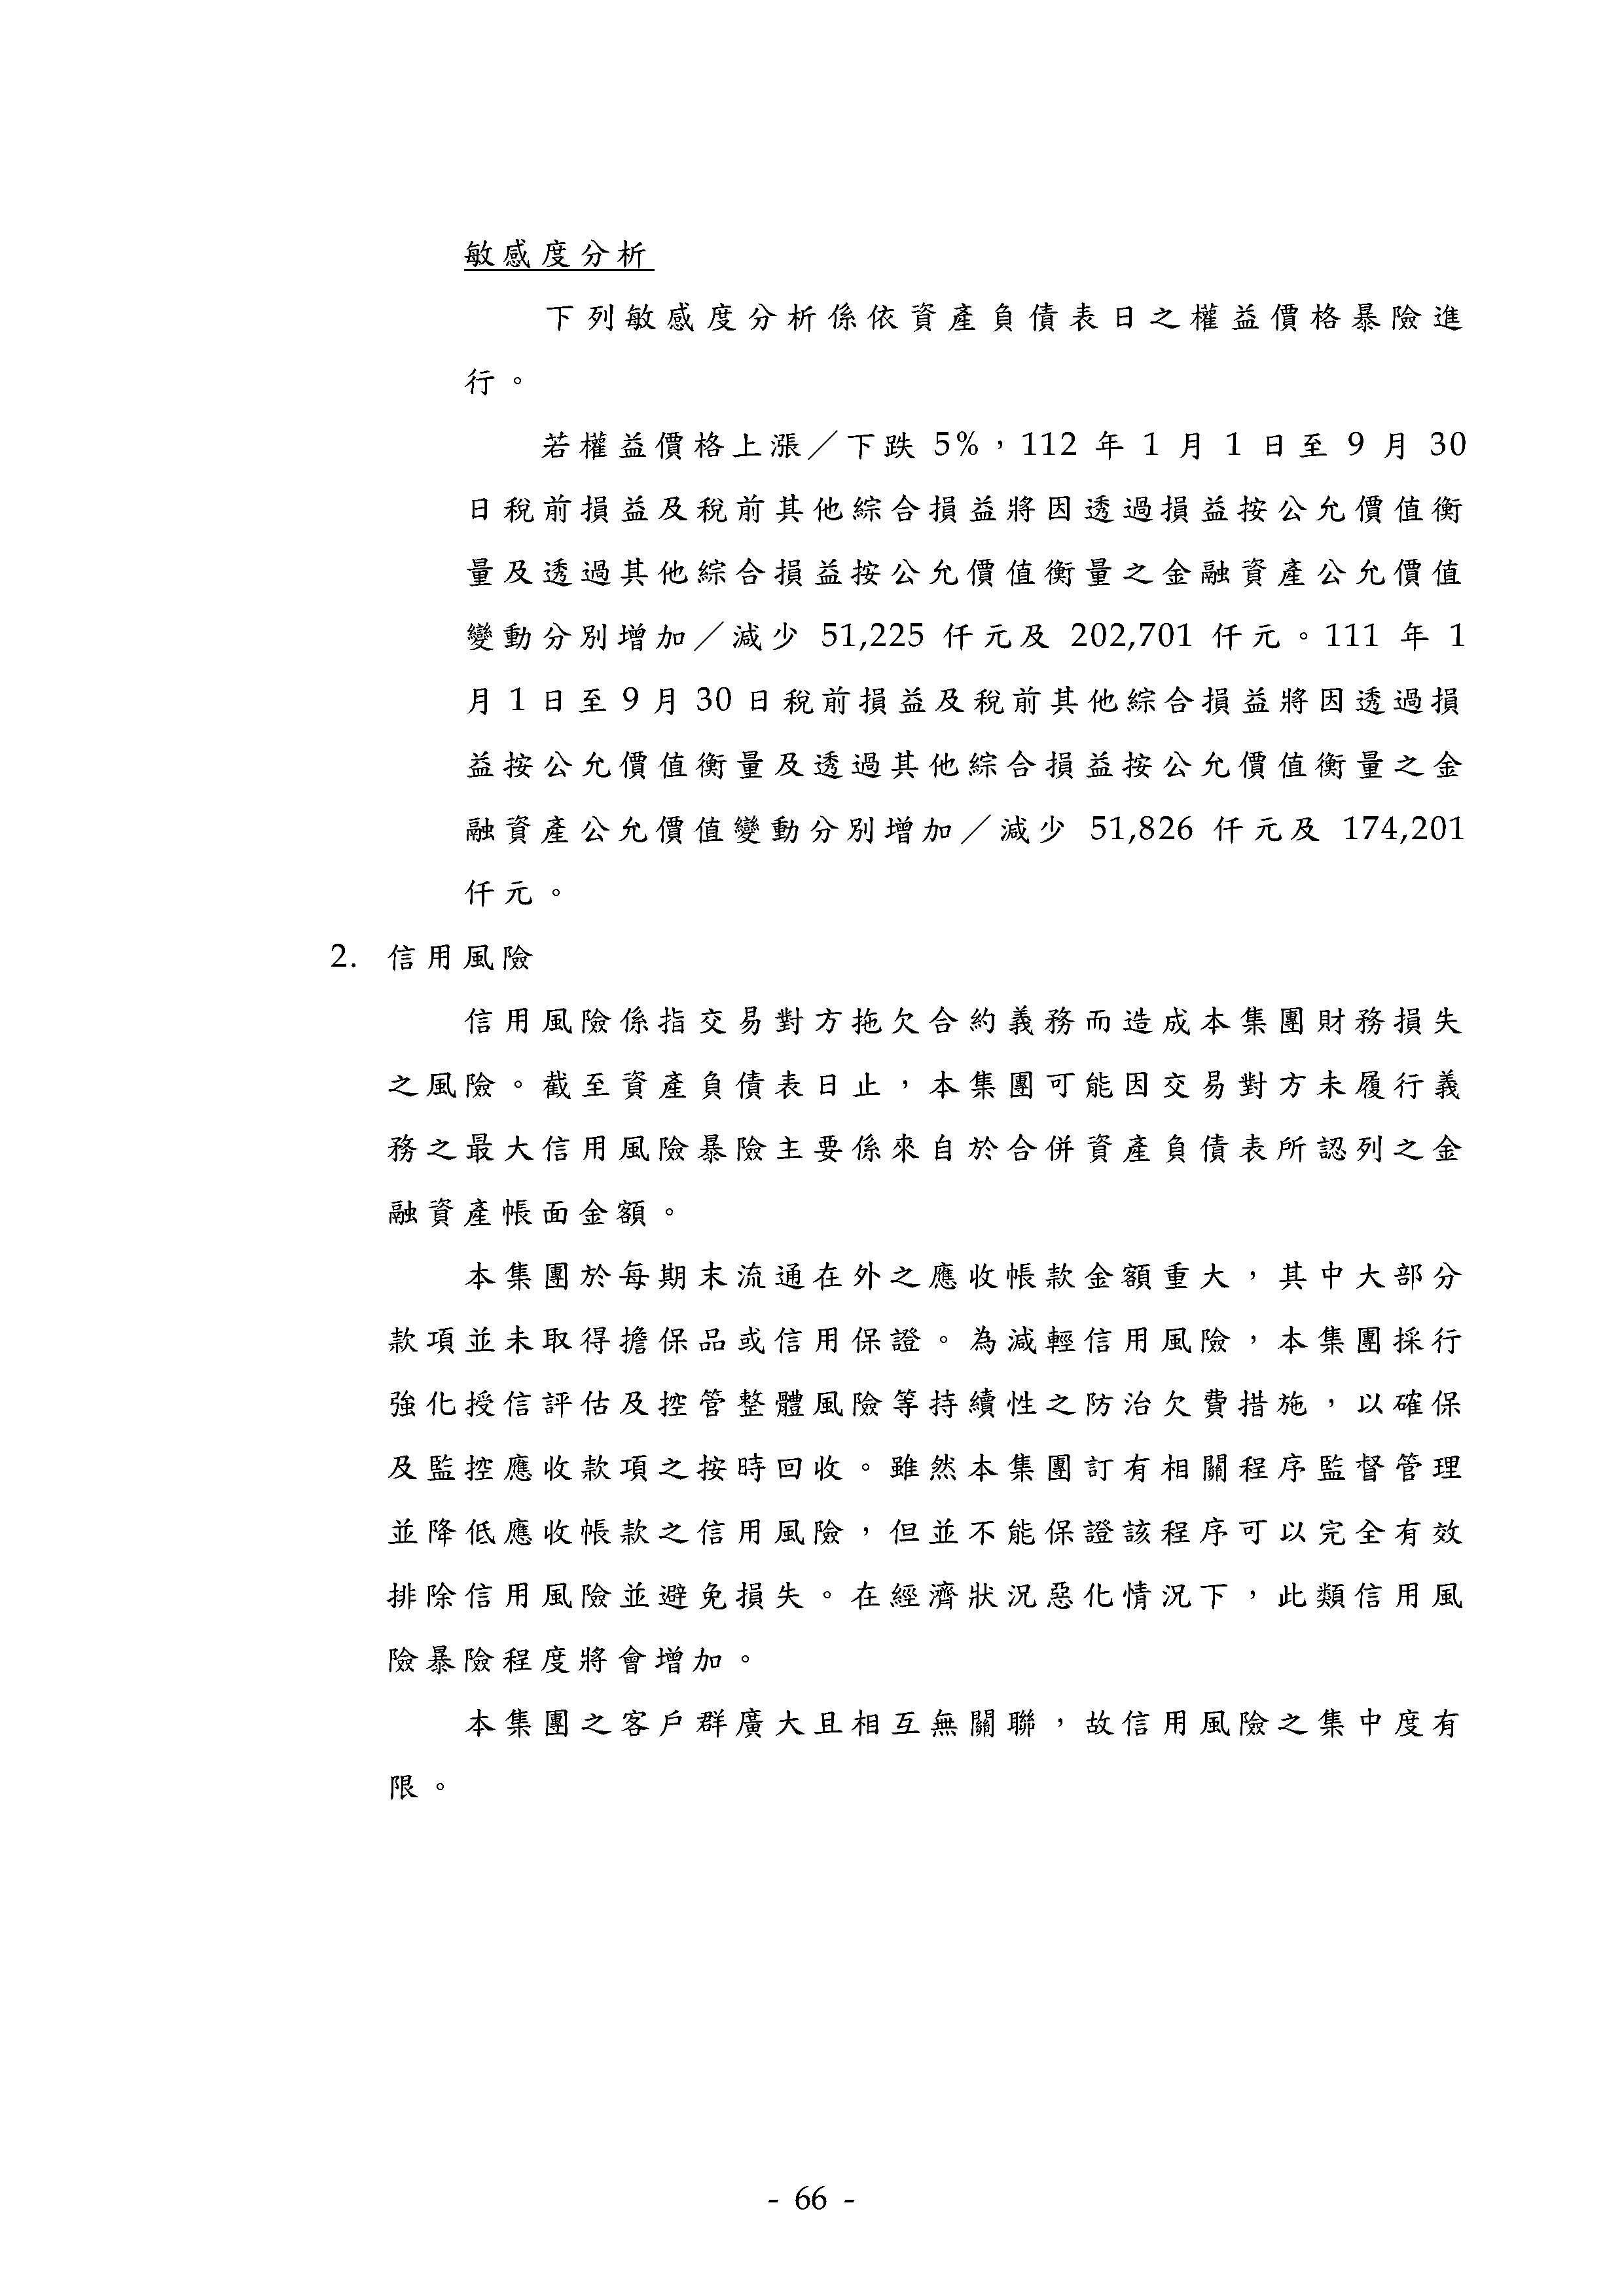 敏感度分析
下列敏感度分析係依資產負債表日之權益價格暴險進
行。
若權益價格上漲／下跌 5%，112 年 1 月 1 日至 9 月 30
日稅前損益及稅前其他綜合損益將因透過損益按公允價值衡
量及透過其他綜合損益按公允價值衡量之金融資產公允價值
變動分別增加／減少 51,225 仟元及 202,701 仟元。111 年 1
月 1 日至 9 月 30 日稅前損益及稅前其他綜合損益將因透過損
益按公允價值衡量及透過其他綜合損益按公允價值衡量之金
融資產公允價值變動分別增加／減少 51,826 仟元及 174,201
仟元。
2. 信用風險
信用風險係指交易對方拖欠合約義務而造成本集團財務損失
之風險。截至資產負債表日止，本集團可能因交易對方未履行義
務之最大信用風險暴險主要係來自於合併資產負債表所認列之金
融資產帳面金額。
本集團於每期末流通在外之應收帳款金額重大，其中大部分
款項並未取得擔保品或信用保證。為減輕信用風險，本集團採行
強化授信評估及控管整體風險等持續性之防治欠費措施，以確保
及監控應收款項之按時回收。雖然本集團訂有相關程序監督管理
並降低應收帳款之信用風險，但並不能保證該程序可以完全有效
排除信用風險並避免損失。在經濟狀況惡化情況下，此類信用風
險暴險程度將會增加。
本集團之客戶群廣大且相互無關聯，故信用風險之集中度有
限。
- 66 -